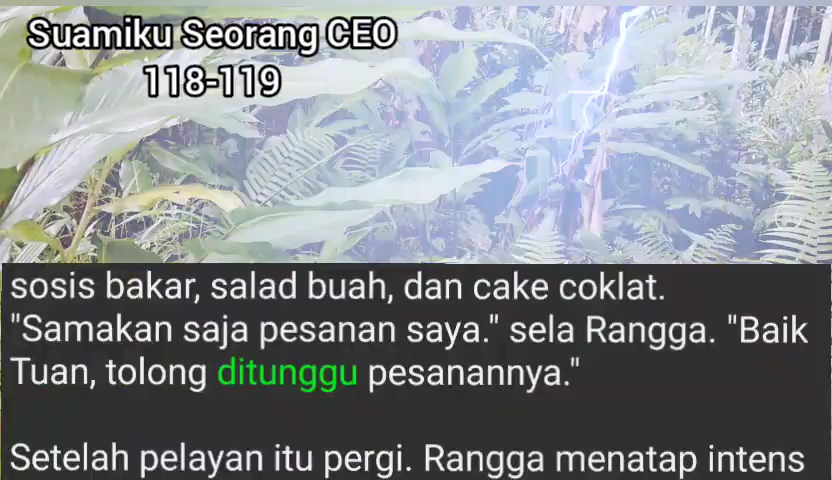 Suamiku Seorang CEO
118-119
sosis bakar, salad buah, dan cake coklat.
"Samakan saja pesanan saya." sela Rangga. "Baik
Tuan, tolong ditunggu pesanannya."
Setelah pelayan itu pergi. Rangga menatap intens